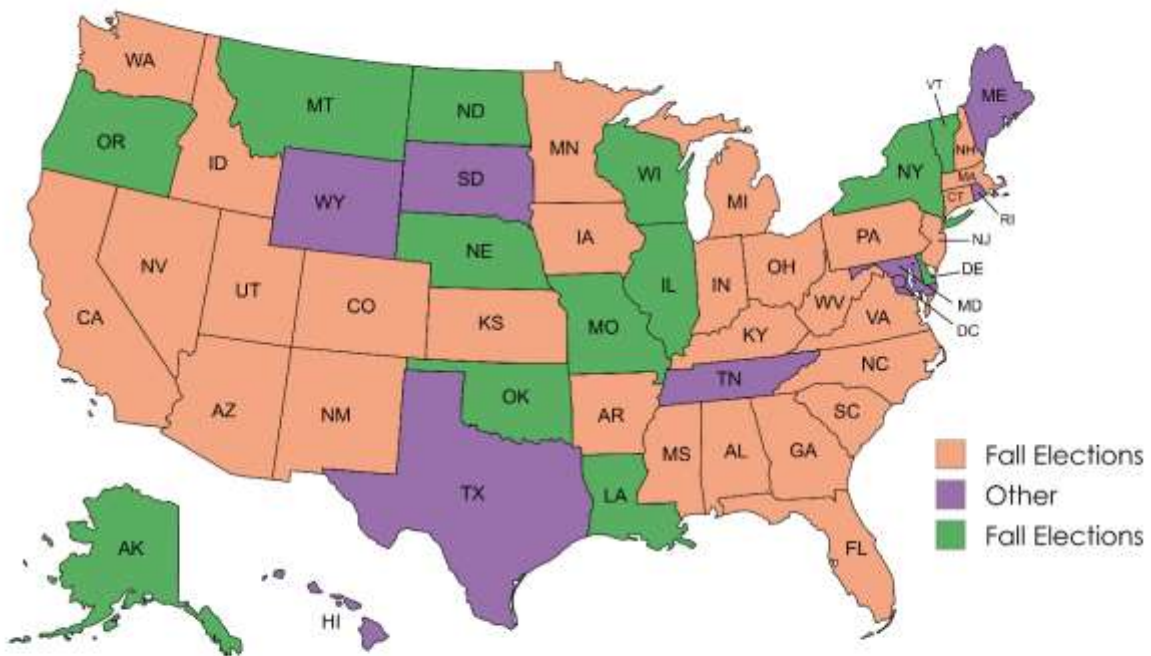 WA
MT
ND
MN
VT
ME
OR
ID
WI
NH
NY
MA
SD
WY
MI
CT
RI
IA
PA
NJ
NE
NV
OH
IL
IN
DE
UT
CO
WV
MD
CA
KS
MO
VA
DC
KY
NC
TN
OK
AZ
NM
AR
SC
MS
AL
GA
Fall Elections
TX
LA
Other
Fall Elections
AK
FL
HI